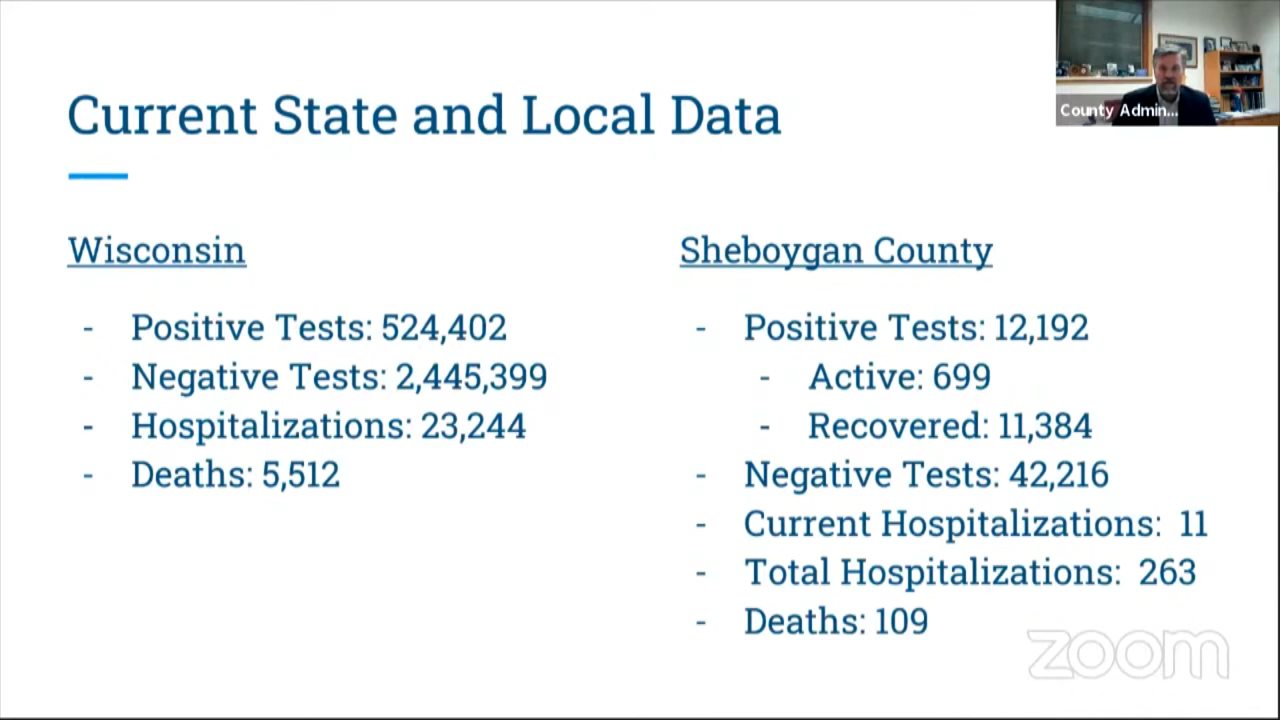 Current State and Local Data
County Admin...
Wisconsin
- Positive Tests: 524,402
- Negative Tests: 2,445,399
- Hospitalizations: 23,244
- Deaths: 5,512
Sheboygan County
- Positive Tests: 12,192
- Active: 699
- Recovered: 11,384
- Negative Tests: 42,216
- Current Hospitalizations: 11
- Total Hospitalizations: 263
- Deaths: 109
zoom